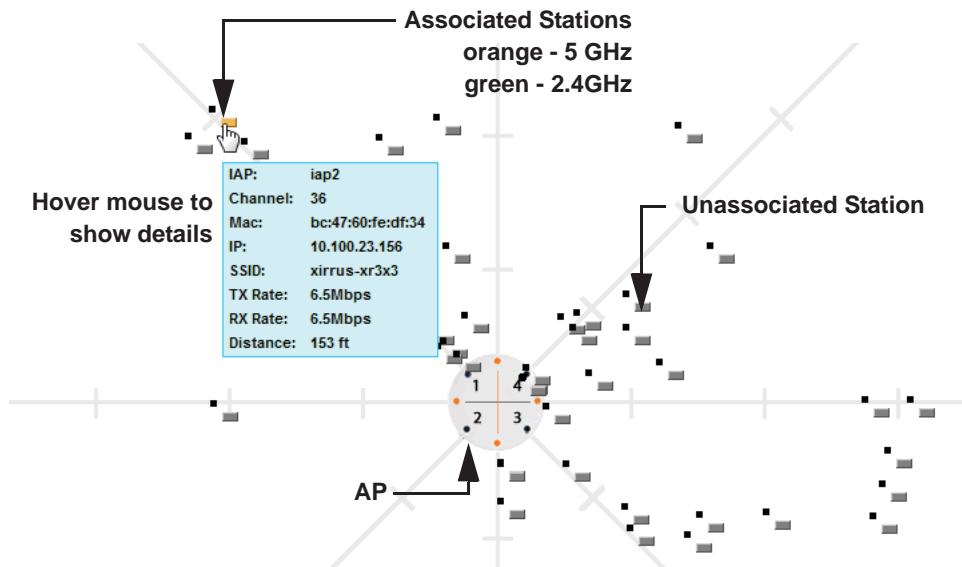 Associated Stations
orange - 5 GHz
green - 2.4GHz
Hover mouse to
show details
IAP: iap2
Channel: 36
Mac: bc:47:60:fe:df:34
IP: 10.100.23.156
SSID: xirrus-xr3x3
TX Rate: 6.5Mbps
RX Rate: 6.5Mbps
Distance: 153 ft
Unassociated Station
1 4
2 3
AP